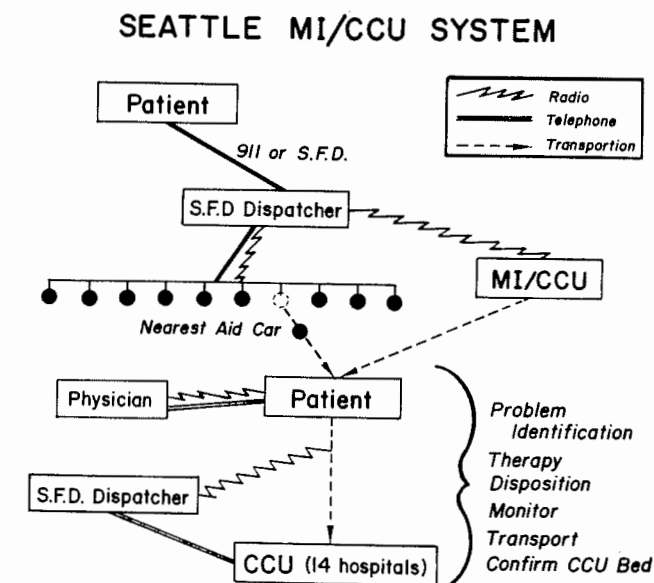 SEATTLE MI/CCU SYSTEM
Patient
Radio
Telephone
Transportion
911 or S.F.D.
S.F.D Dispatcher
MI/CCU
Nearest Aid Car
Physician
Patient
Problem
Identification
Therapy
Disposition
Monitor
Transport
Confirm CCU Bed
S.F.D. Dispatcher
CCU (14 hospitals)